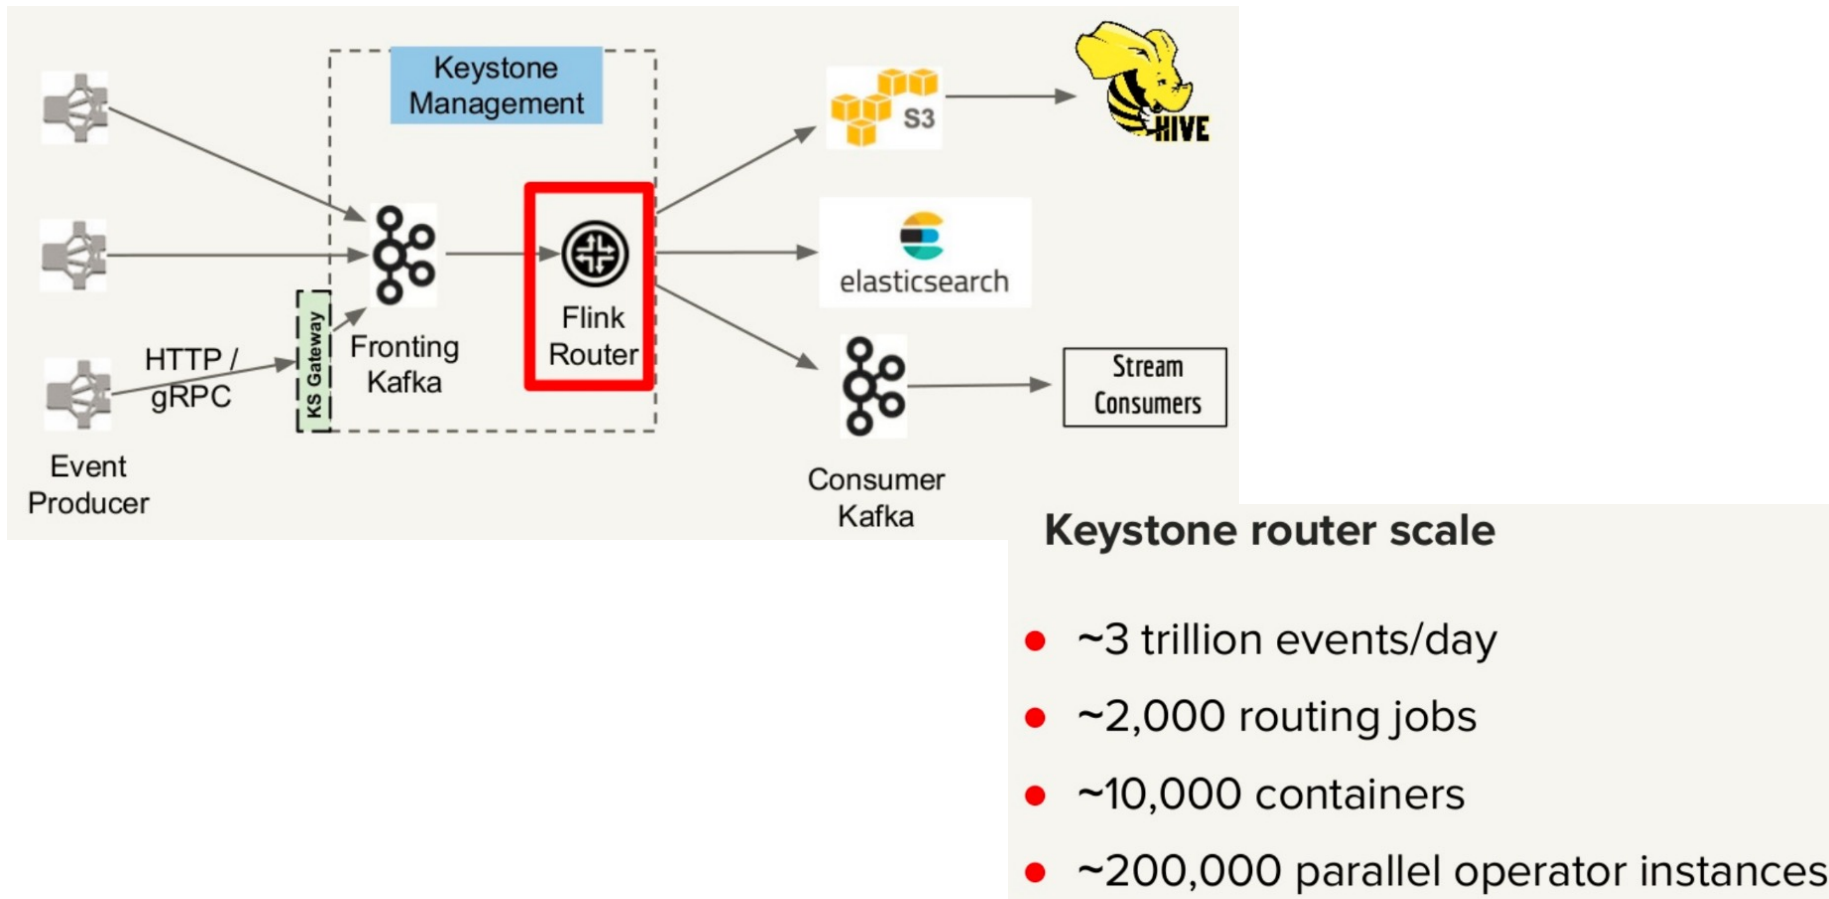 Keystone
Management
S3
HIVE
elasticsearch
Flink
Router
HTTP /
gRPC
KS Gateway
Fronting
Kafka
Stream
Consumers
Event
Producer
Consumer
Kafka
Keystone router scale
● ~3 trillion events/day
● ~2,000 routing jobs
● ~10,000 containers
● ~200,000 parallel operator instances